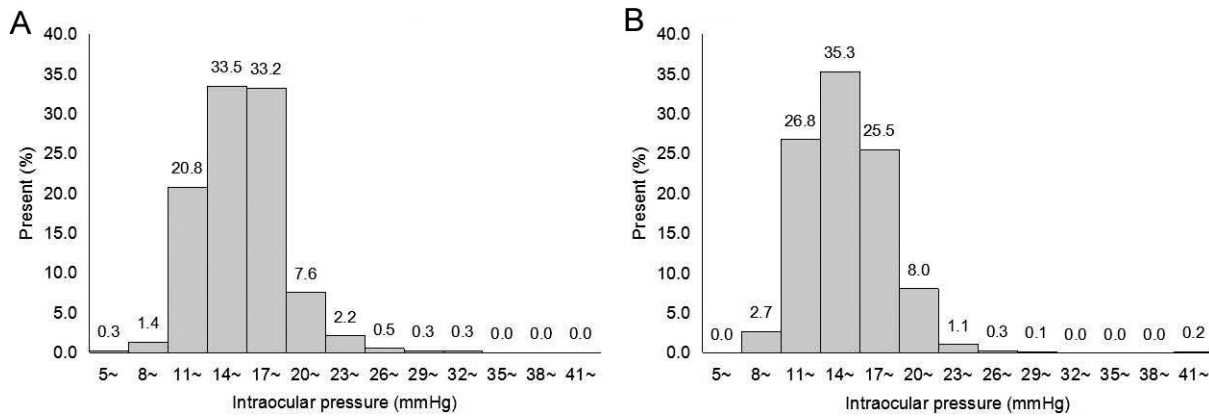 A
Present (%)
40.0
35.0
30.0
25.0
20.0
15.0
10.0
5.0
0.0
0.3 1.4 20.8 33.5 33.2 7.6 2.2 0.5 0.3 0.3 0.0 0.0 0.0
5~ 8~ 11~ 14~ 17~ 20~ 23~ 26~ 29~ 32~ 35~ 38~ 41~
Intraocular pressure (mmHg)
B
Present (%)
40.0
35.0
30.0
25.0
20.0
15.0
10.0
5.0
0.0
0.0 2.7 26.8 35.3 25.5 8.0 1.1 0.3 0.1 0.0 0.0 0.0 0.2
5~ 8~ 11~ 14~ 17~ 20~ 23~ 26~ 29~ 32~ 35~ 38~ 41~
Intraocular pressure (mmHg)